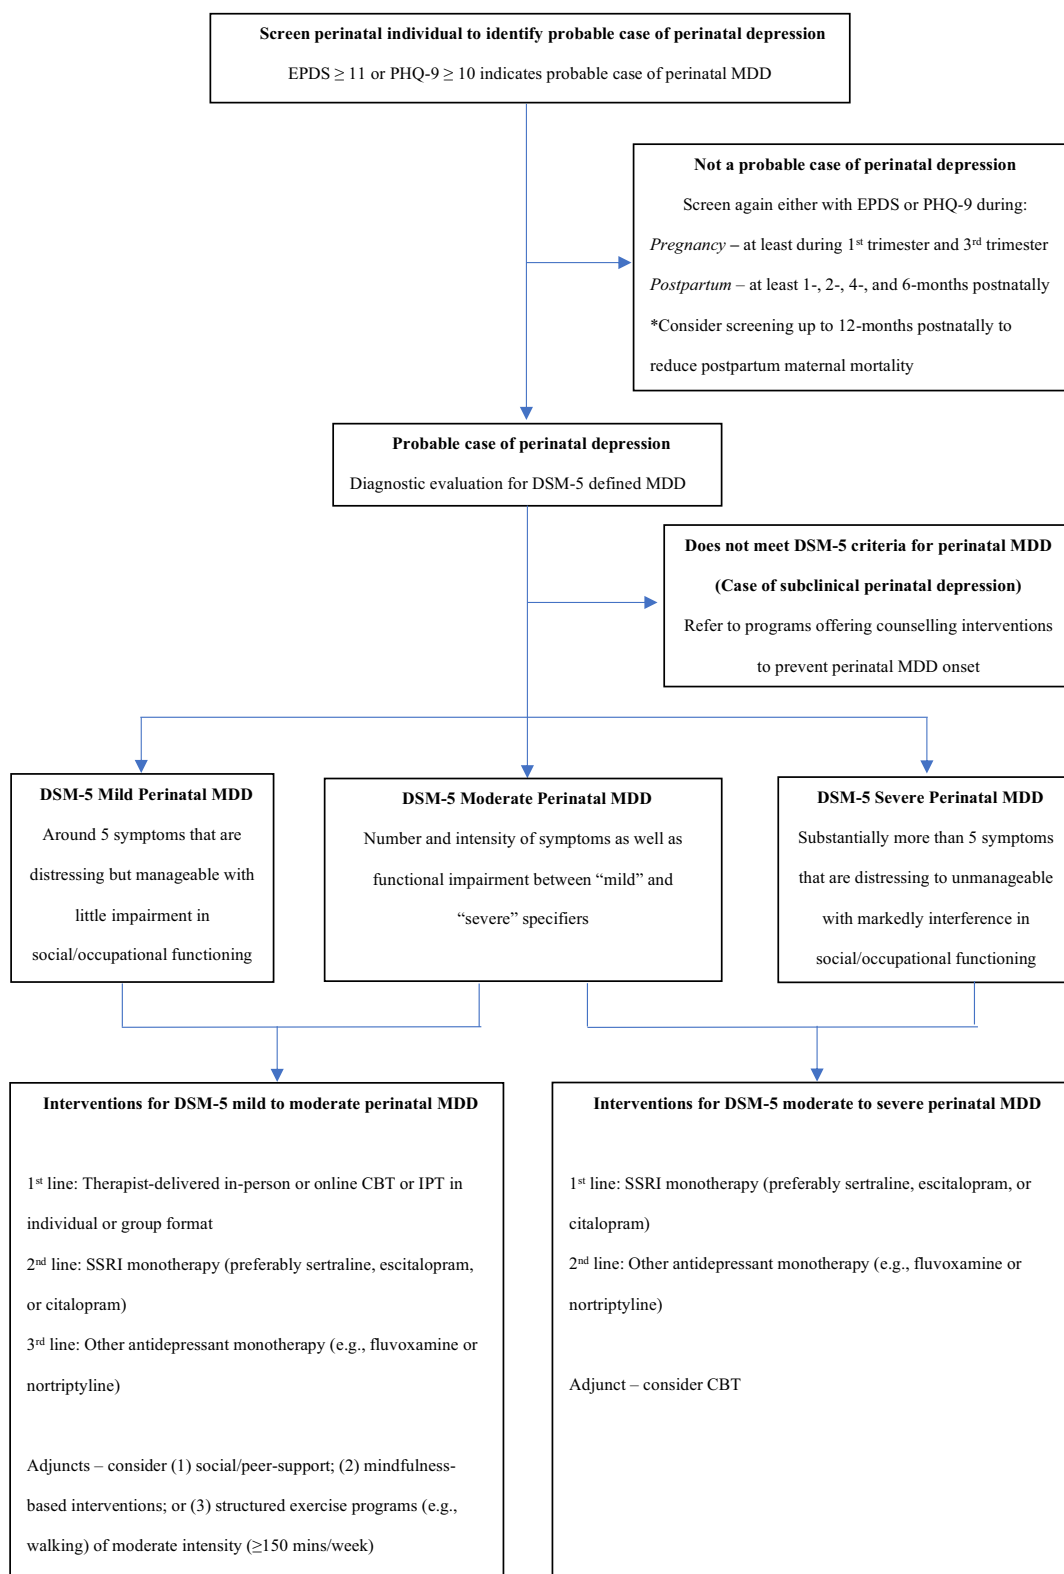 Screen perinatal individual to identify probable case of perinatal depression
EPDS ≥ 11 or PHQ-9 ≥ 10 indicates probable case of perinatal MDD
Not a probable case of perinatal depression
Screen again either with EPDS or PHQ-9 during:
Pregnancy – at least during 1st trimester and 3rd trimester
Postpartum – at least 1-, 2-, 4-, and 6-months postnatally
*Consider screening up to 12-months postnatally to
reduce postpartum maternal mortality
Probable case of perinatal depression
Diagnostic evaluation for DSM-5 defined MDD
Does not meet DSM-5 criteria for perinatal MDD
(Case of subclinical perinatal depression)
Refer to programs offering counselling interventions
to prevent perinatal MDD onset
DSM-5 Mild Perinatal MDD
Around 5 symptoms that are
distressing but manageable with
little impairment in
social/occupational functioning
DSM-5 Moderate Perinatal MDD
Number and intensity of symptoms as well as
functional impairment between “mild” and
“severe” specifiers
DSM-5 Severe Perinatal MDD
Substantially more than 5 symptoms
that are distressing to unmanageable
with markedly interference in
social/occupational functioning
Interventions for DSM-5 mild to moderate perinatal MDD
1st line: Therapist-delivered in-person or online CBT or IPT in
individual or group format
2nd line: SSRI monotherapy (preferably sertraline, escitalopram,
or citalopram)
3rd line: Other antidepressant monotherapy (e.g., fluvoxamine or
nortriptyline)
Adjuncts – consider (1) social/peer-support; (2) mindfulness-
based interventions; or (3) structured exercise programs (e.g.,
walking) of moderate intensity (≥150 mins/week)
Interventions for DSM-5 moderate to severe perinatal MDD
1st line: SSRI monotherapy (preferably sertraline, escitalopram, or
citalopram)
2nd line: Other antidepressant monotherapy (e.g., fluvoxamine or
nortriptyline)
Adjunct – consider CBT